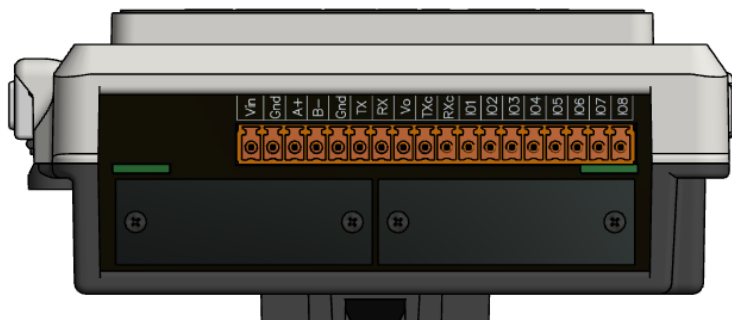 Vin Gnd A+ B− Gnd TX RX Vo TXc RXc IO1 IO2 IO3 IO4 IO5 IO6 IO7 IO8